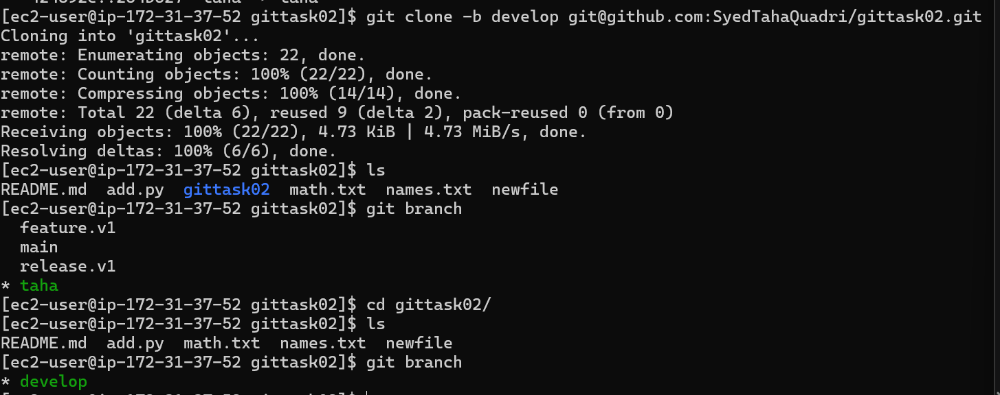 [ec2-user@ip-172-31-37-52 gittask02]$ git clone -b develop git@github.com:SyedTahaQuadri/gittask02.git
Cloning into 'gittask02'...
remote: Enumerating objects: 22, done.
remote: Counting objects: 100% (22/22), done.
remote: Compressing objects: 100% (14/14), done.
remote: Total 22 (delta 6), reused 9 (delta 2), pack-reused 0 (from 0)
Receiving objects: 100% (22/22), 4.73 KiB | 4.73 MiB/s, done.
Resolving deltas: 100% (6/6), done.
[ec2-user@ip-172-31-37-52 gittask02]$ ls
README.md  add.py  gittask02  math.txt  names.txt  newfile
[ec2-user@ip-172-31-37-52 gittask02]$ git branch
  feature.v1
  main
  release.v1
* taha
[ec2-user@ip-172-31-37-52 gittask02]$ cd gittask02/
[ec2-user@ip-172-31-37-52 gittask02]$ ls
README.md  add.py  math.txt  names.txt  newfile
[ec2-user@ip-172-31-37-52 gittask02]$ git branch
* develop